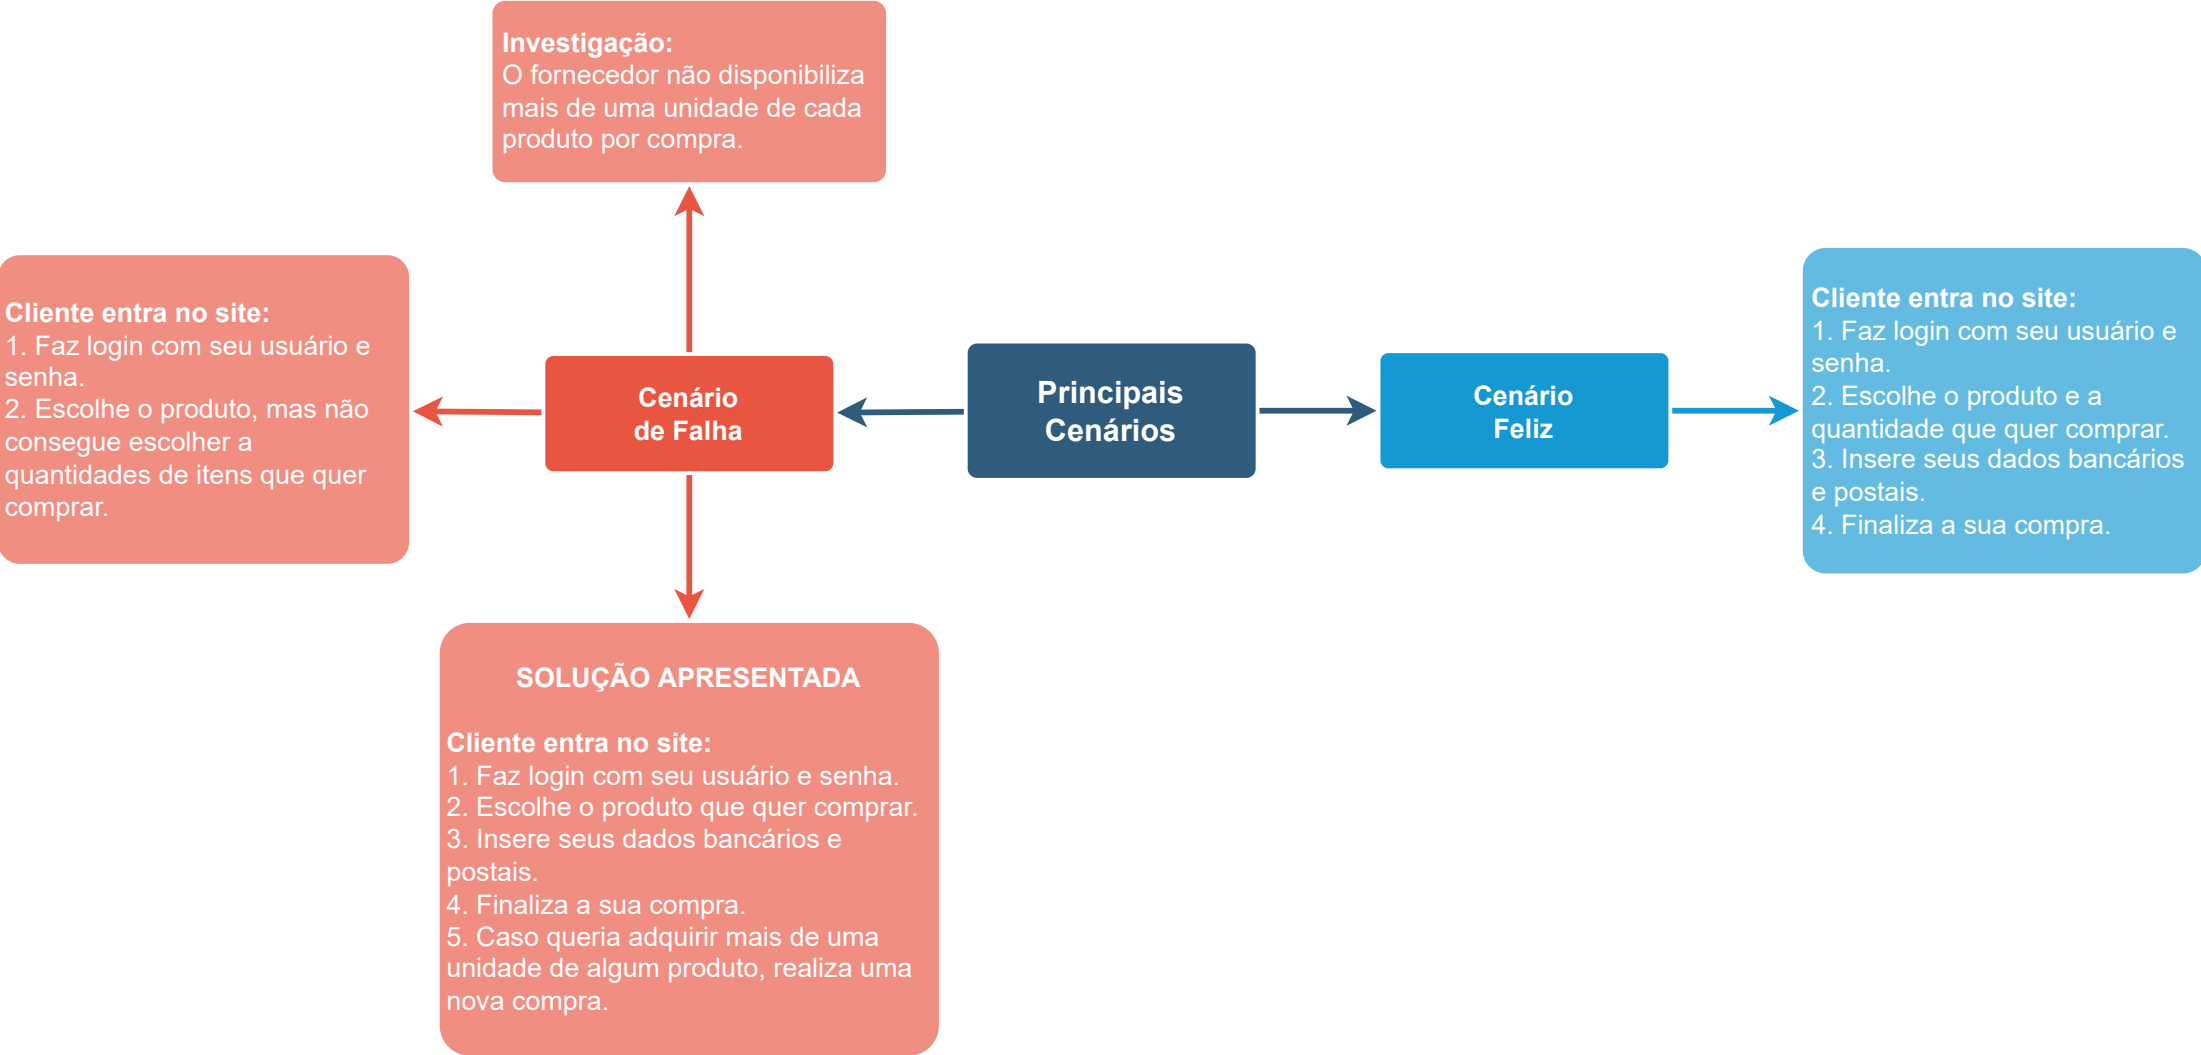 Investigação:
O fornecedor não disponibiliza
mais de uma unidade de cada
produto por compra.
Cliente entra no site:
1. Faz login com seu usuário e
senha.
2. Escolhe o produto, mas não
consegue escolher a
quantidades de itens que quer
comprar.
Cenário
de Falha
Principais
Cenários
Cenário
Feliz
Cliente entra no site:
1. Faz login com seu usuário e
senha.
2. Escolhe o produto e a
quantidade que quer comprar.
3. Insere seus dados bancários
e postais.
4. Finaliza a sua compra.
SOLUÇÃO APRESENTADA
Cliente entra no site:
1. Faz login com seu usuário e senha.
2. Escolhe o produto que quer comprar.
3. Insere seus dados bancários e
postais.
4. Finaliza a sua compra.
5. Caso queria adquirir mais de uma
unidade de algum produto, realiza uma
nova compra.